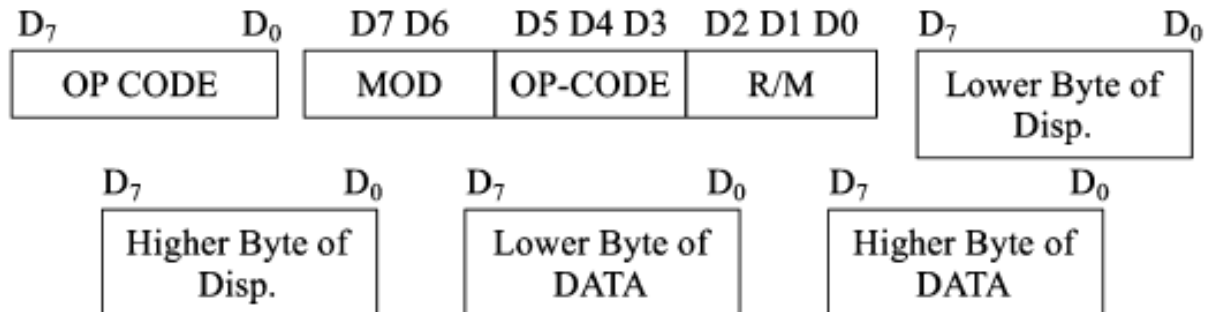 D₇ D₀ D7 D6 D5 D4 D3 D2 D1 D0 D₇ D₀
OP CODE MOD OP-CODE R/M Lower Byte of
Disp.
D₇ D₀ D₇ D₀ D₇ D₀
Higher Byte of Lower Byte of Higher Byte of
Disp. DATA DATA